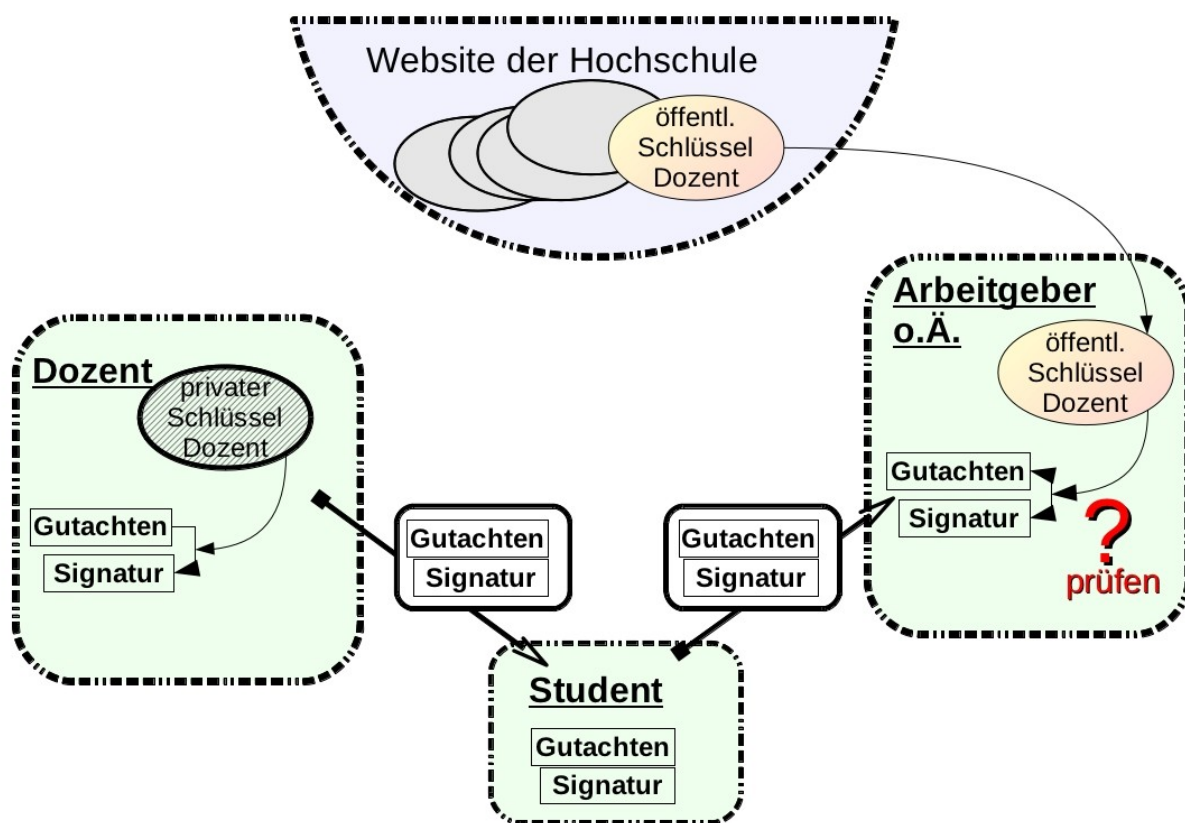 Website der Hochschule
öffentl.
Schlüssel
Dozent
Arbeitgeber
o.Ä.
öffentl.
Schlüssel
Dozent
Gutachten
Signatur
?
prüfen
Dozent
privater
Schlüssel
Dozent
Gutachten
Signatur
Gutachten
Signatur
Gutachten
Signatur
Student
Gutachten
Signatur